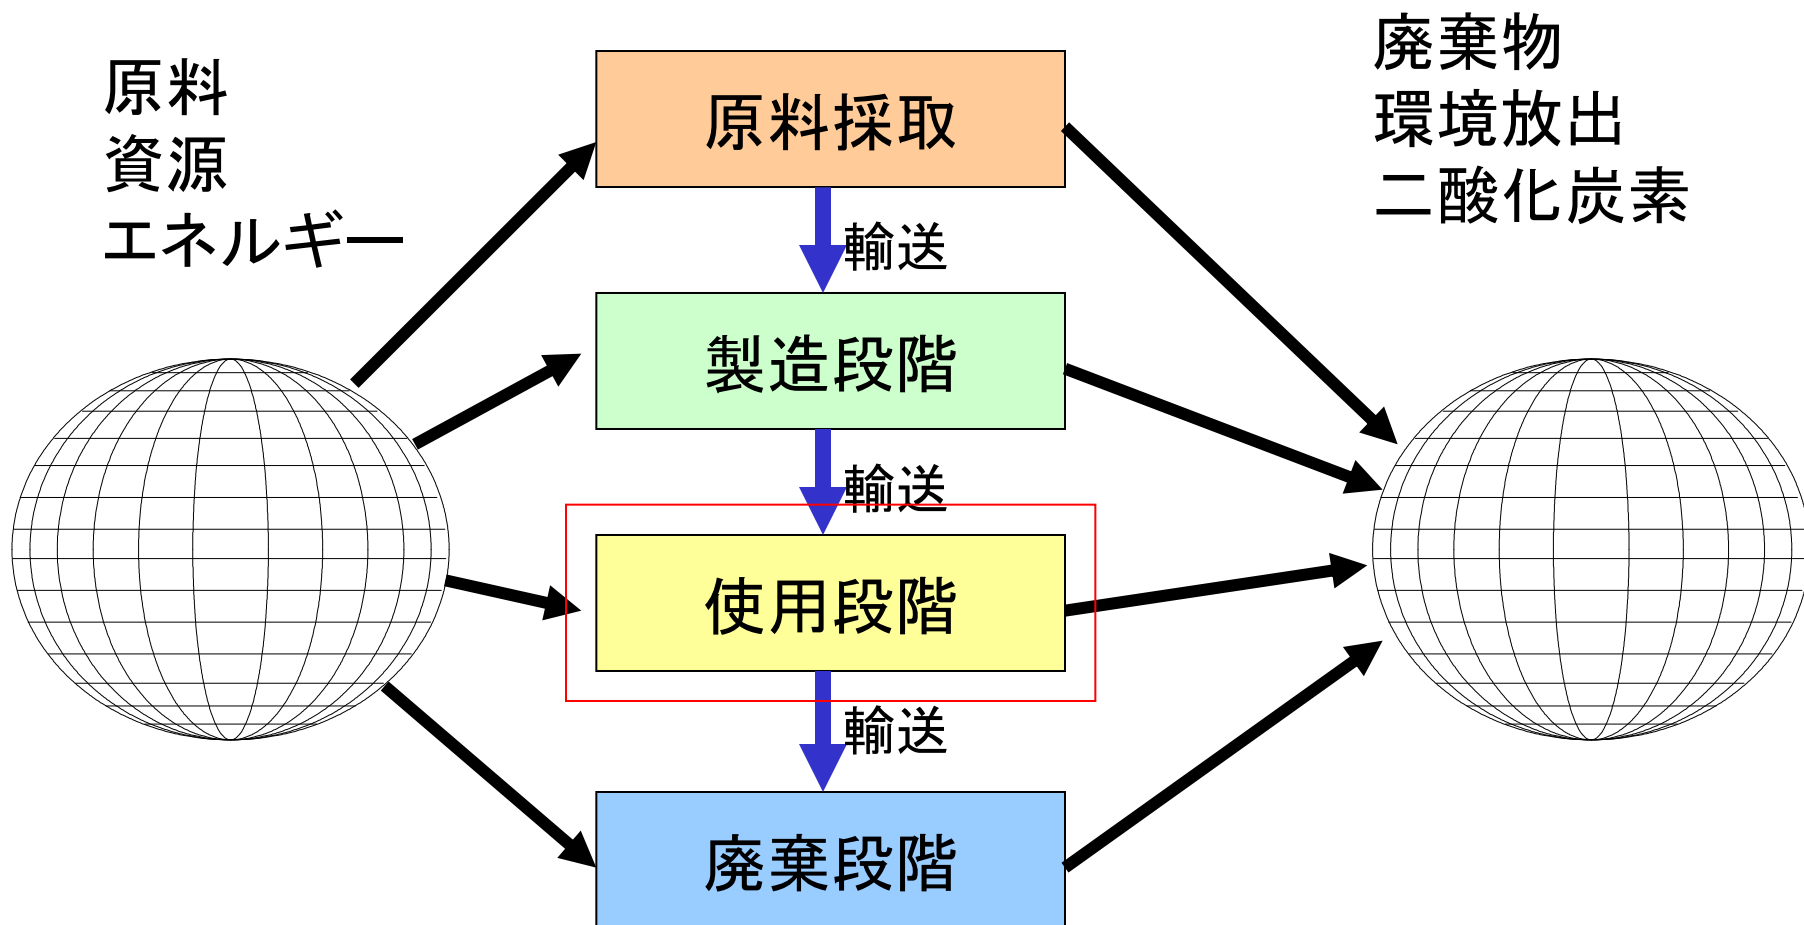 原料
資源
エネルギー
原料採取
輸送
製造段階
輸送
使用段階
輸送
廃棄段階
廃棄物
環境放出
二酸化炭素